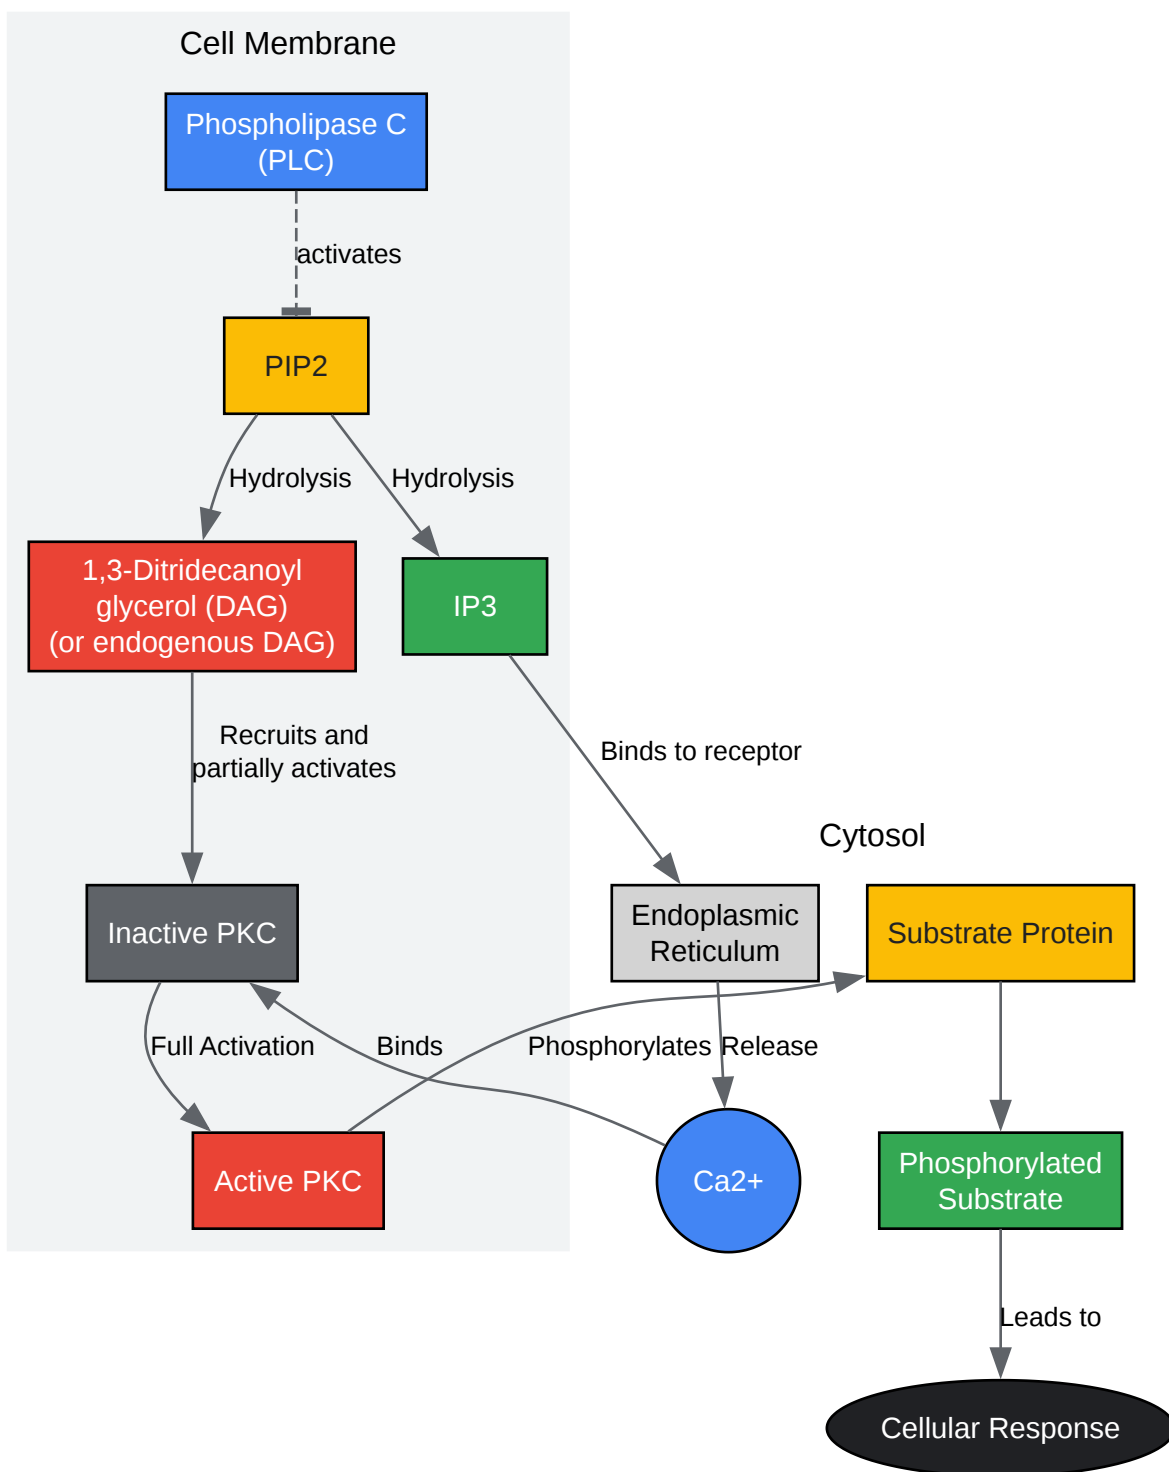 Cell Membrane
Phospholipase C
(PLC)
activates
PIP2
Hydrolysis
Hydrolysis
1,3-Ditridecanoyl
glycerol (DAG)
(or endogenous DAG)
IP3
Recruits and
partially activates
Binds to receptor
Cytosol
Inactive PKC
Endoplasmic
Reticulum
Substrate Protein
Full Activation
Binds
Phosphorylates
Release
Active PKC
Ca2+
Phosphorylated
Substrate
Leads to
Cellular Response